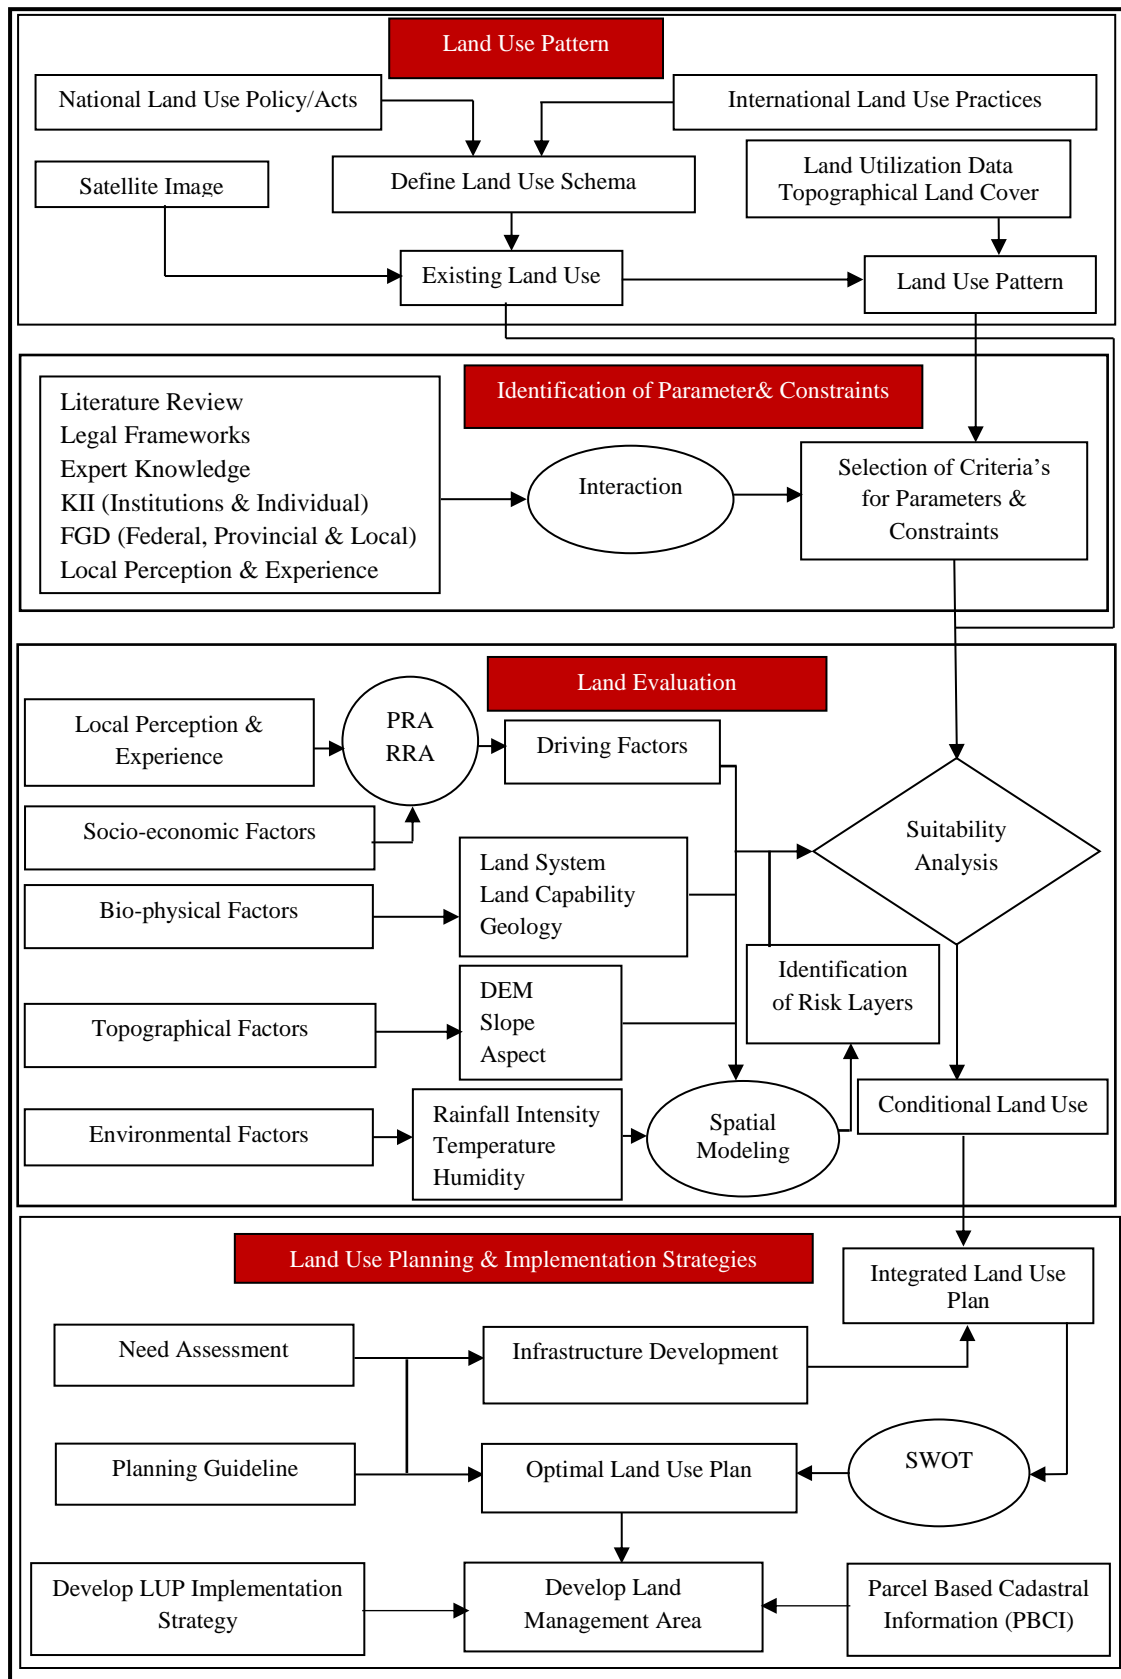 Land Use Pattern
National Land Use Policy/Acts
International Land Use Practices
Satellite Image
Define Land Use Schema
Land Utilization Data
Topographical Land Cover
Existing Land Use
Land Use Pattern
Identification of Parameter& Constraints
Literature Review
Legal Frameworks
Expert Knowledge
KII (Institutions & Individual)
FGD (Federal, Provincial & Local)
Local Perception & Experience
Interaction
Selection of Criteria’s
for Parameters &
Constraints
Land Evaluation
Local Perception &
Experience
PRA
RRA
Driving Factors
Socio-economic Factors
Suitability
Analysis
Land System
Land Capability
Geology
Bio-physical Factors
Identification
of Risk Layers
DEM
Slope
Aspect
Topographical Factors
Conditional Land Use
Environmental Factors
Rainfall Intensity
Temperature
Humidity
Spatial
Modeling
Land Use Planning & Implementation Strategies
Integrated Land Use
Plan
Need Assessment
Infrastructure Development
Planning Guideline
Optimal Land Use Plan
SWOT
Develop LUP Implementation
Strategy
Develop Land
Management Area
Parcel Based Cadastral
Information (PBCI)